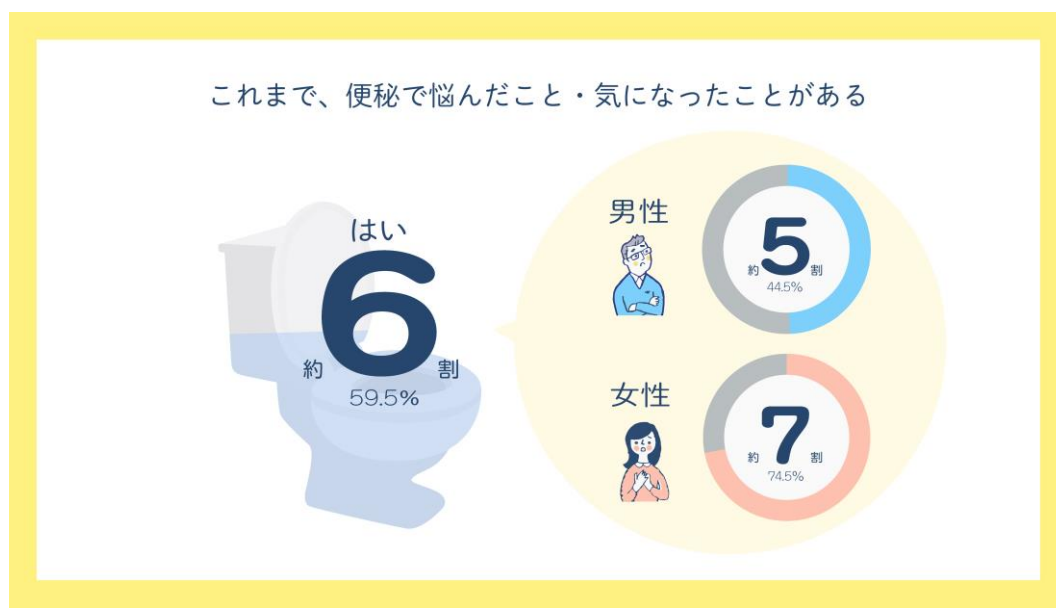 これまで、便秘で悩んだこと・気になったことがある
はい
約6割
59.5%
男性
約5割
44.5%
女性
約7割
74.5%